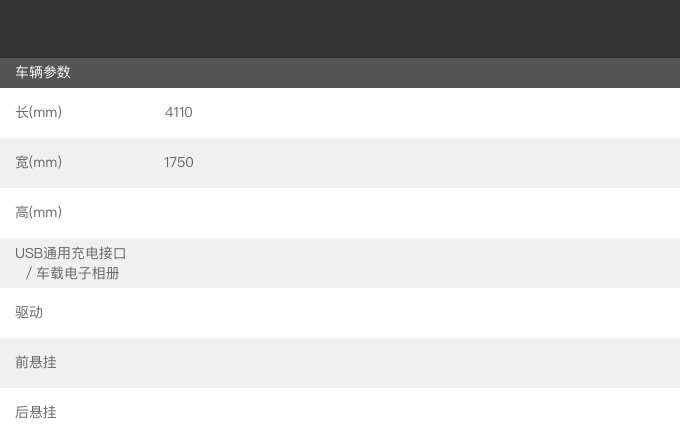 车辆参数
长(mm) 4110
宽(mm) 1750
高(mm)
USB通用充电接口
/ 车载电子相册
驱动
前悬挂
后悬挂